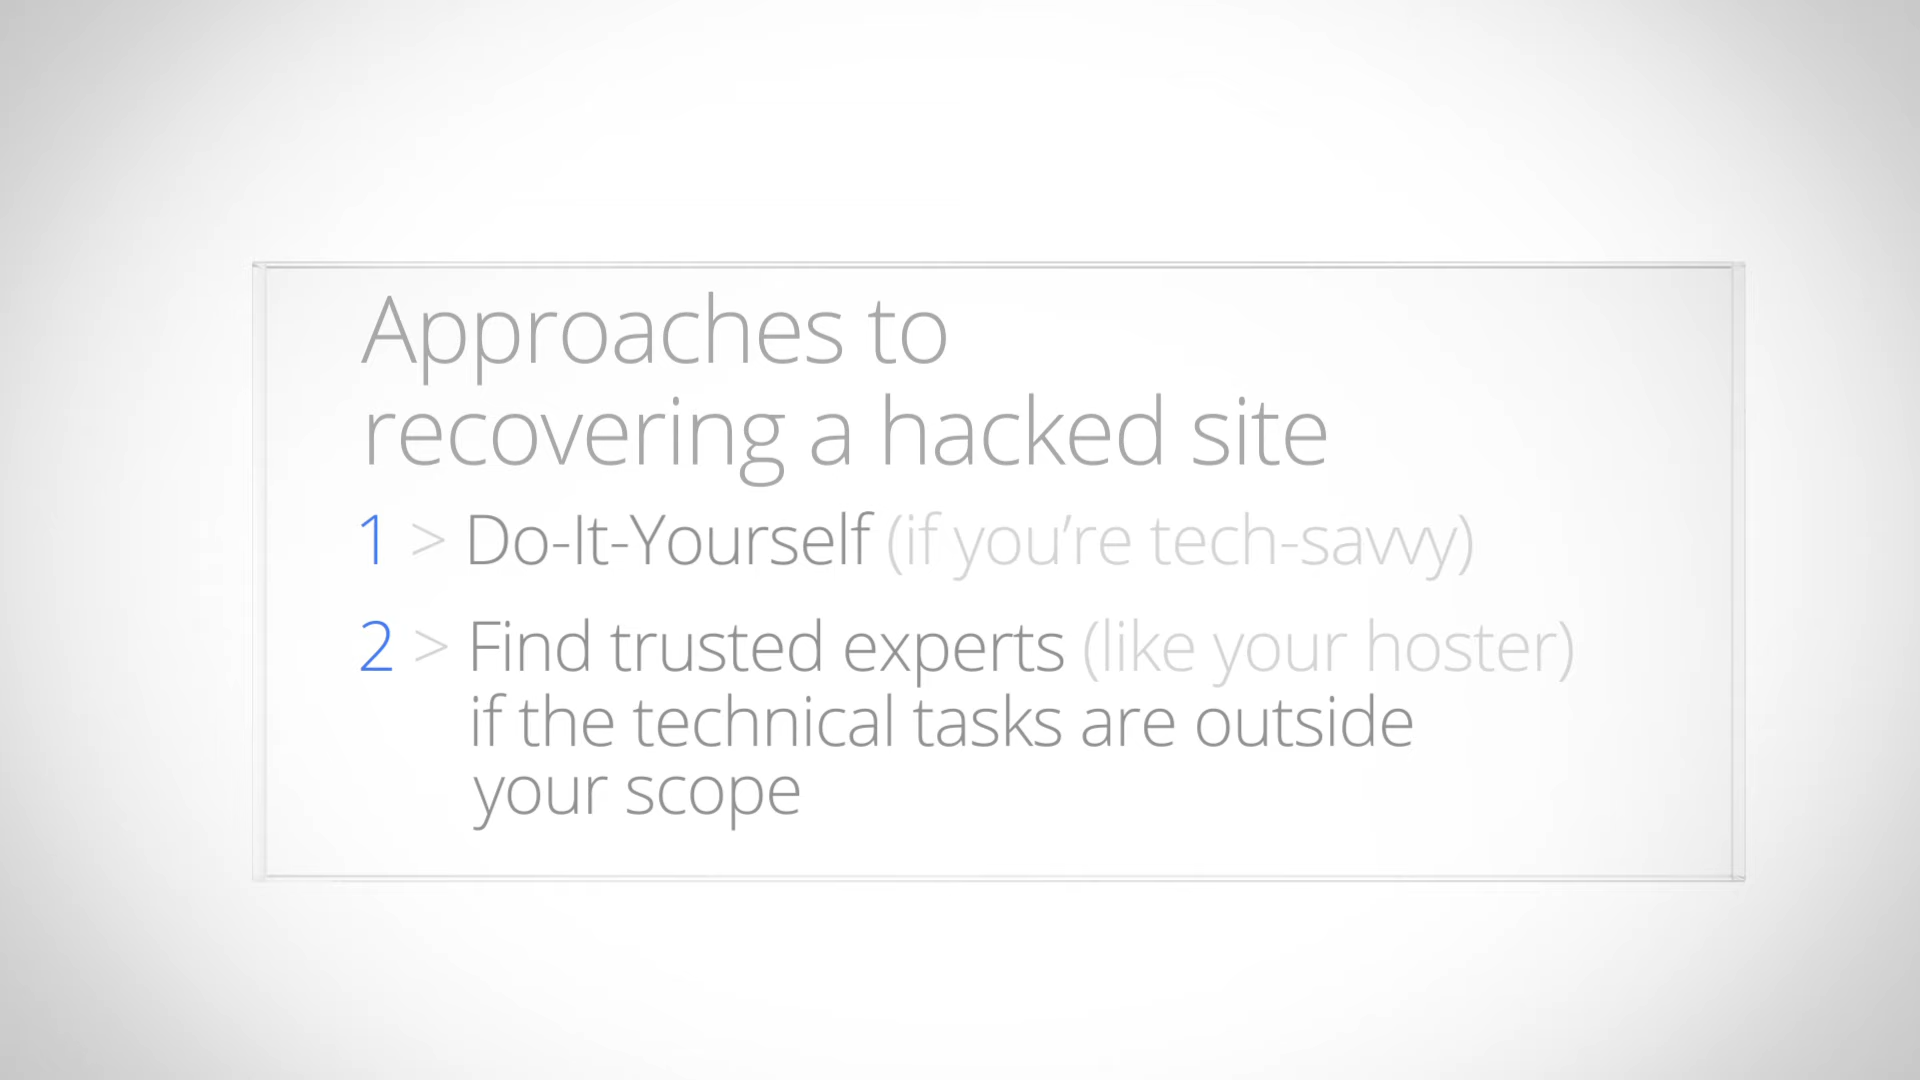 Approaches to
recovering a hacked site
1 > Do-It-Yourself (if you're tech-savvy)
2 > Find trusted experts (like your hoster)
if the technical tasks are outside
your scope